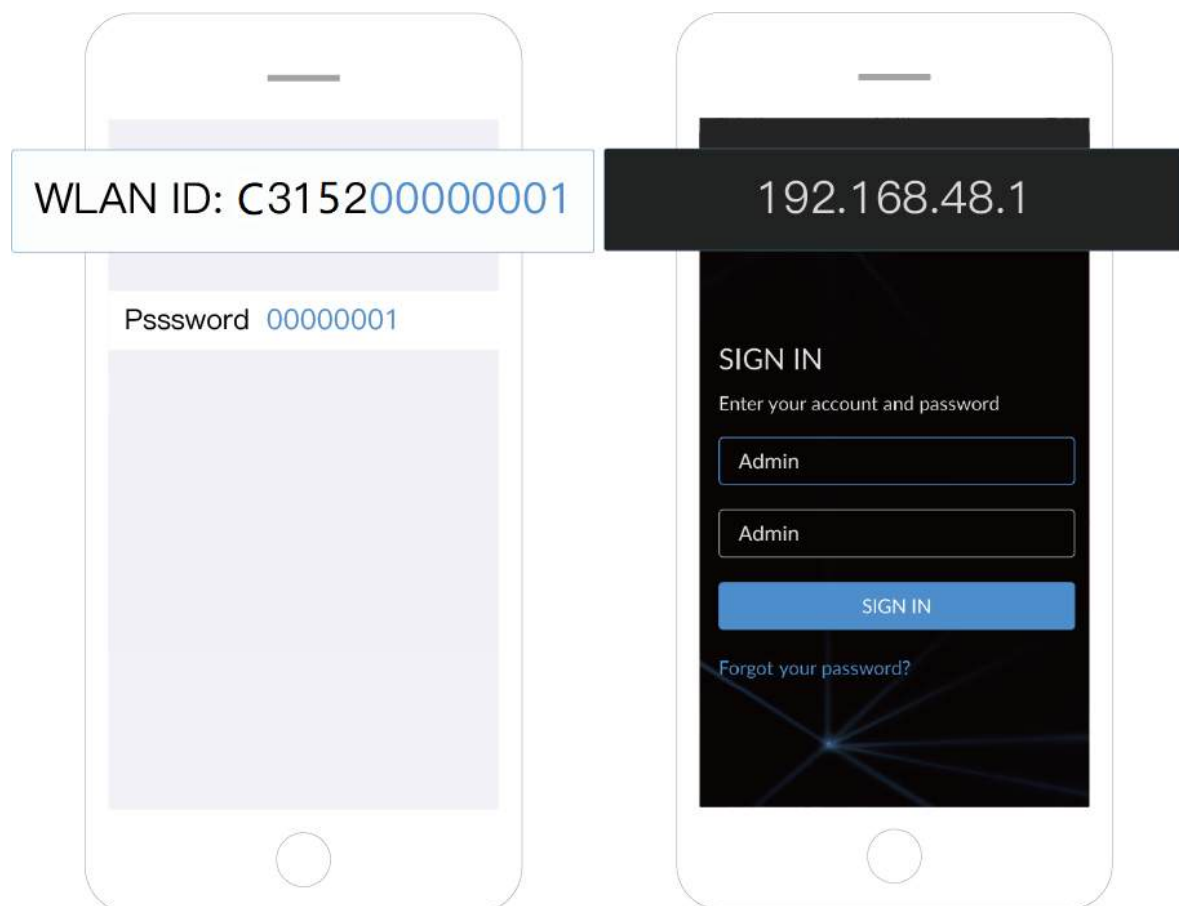 WLAN ID: C315200000001
Psssword 00000001
192.168.48.1
SIGN IN
Enter your account and password
Admin
Admin
SIGN IN
Forgot your password?